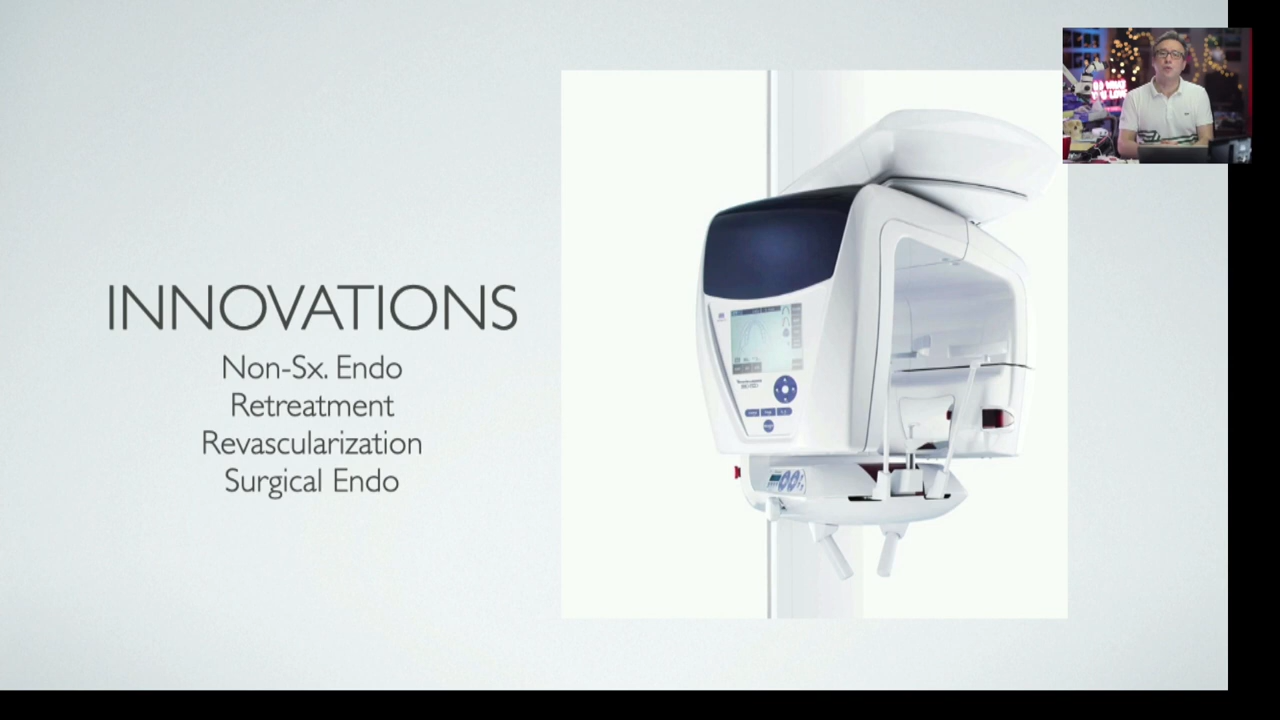 INNOVATIONS
Non-Sx. Endo
Retreatment
Revascularization
Surgical Endo